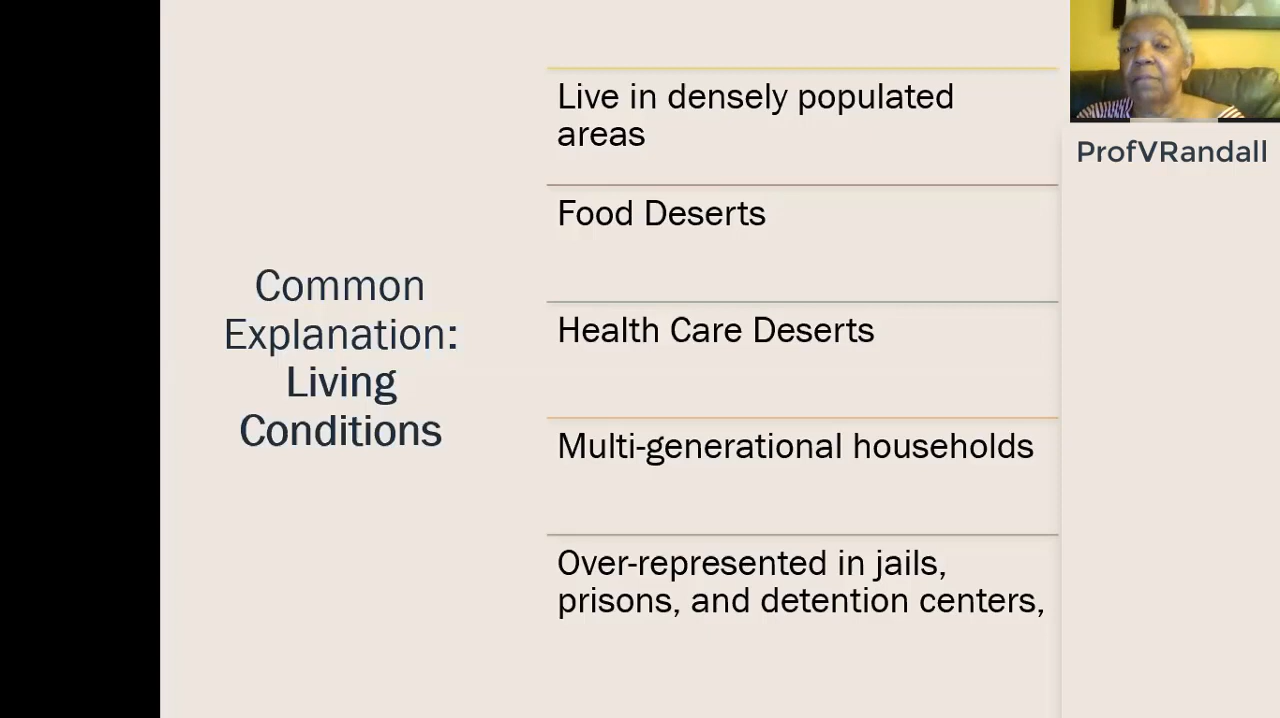 Common
Explanation:
Living
Conditions
Live in densely populated
areas
Food Deserts
Health Care Deserts
Multi-generational households
Over-represented in jails,
prisons, and detention centers,
ProfVRandall